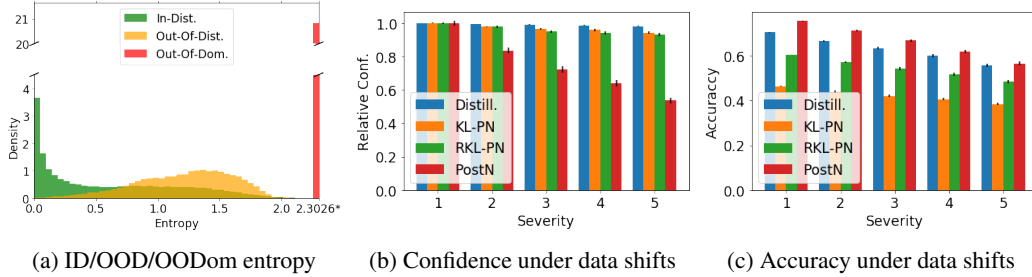 21
20
4
3
2
1
0
Density
In-Dist.
Out-Of-Dist.
Out-Of-Dom.
0.0 0.5 1.0 1.5 2.0 2.3026*
Entropy
(a) ID/OOD/OODom entropy
1.0
0.8
0.6
0.4
0.2
0.0
Relative Conf.
Distill.
KL-PN
RKL-PN
PostN
1 2 3 4 5
Severity
(b) Confidence under data shifts
0.6
0.4
0.2
0.0
Accuraccy
Distill.
KL-PN
RKL-PN
PostN
1 2 3 4 5
Severity
(c) Accuracy under data shifts